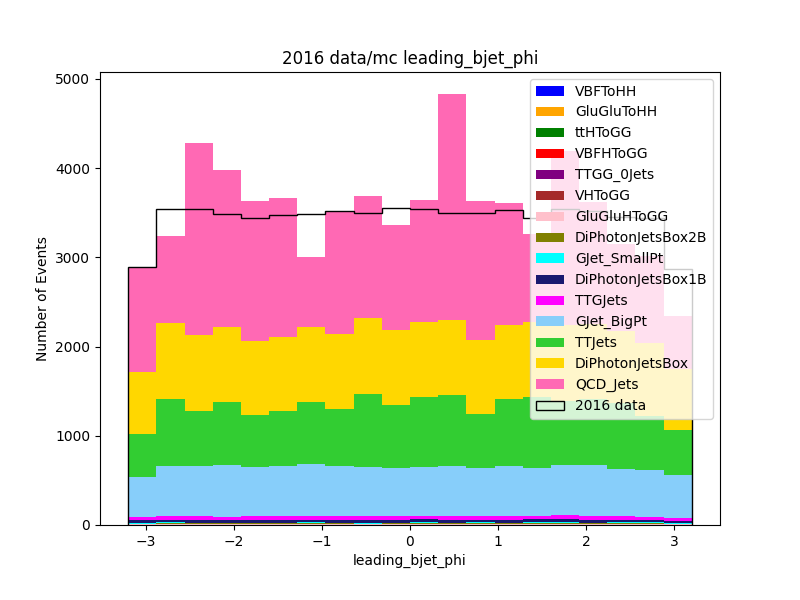 2016 data/mc leading_bjet_phi
Number of Events
5000
4000
3000
2000
1000
0
−3
−2
−1
0
1
2
3
leading_bjet_phi
VBFToHH
GluGluToHH
ttHToGG
VBFHToGG
TTGG_0Jets
VHToGG
GluGluHToGG
DiPhotonJetsBox2B
GJet_SmallPt
DiPhotonJetsBox1B
TTGJets
GJet_BigPt
TTJets
DiPhotonJetsBox
QCD_Jets
2016 data